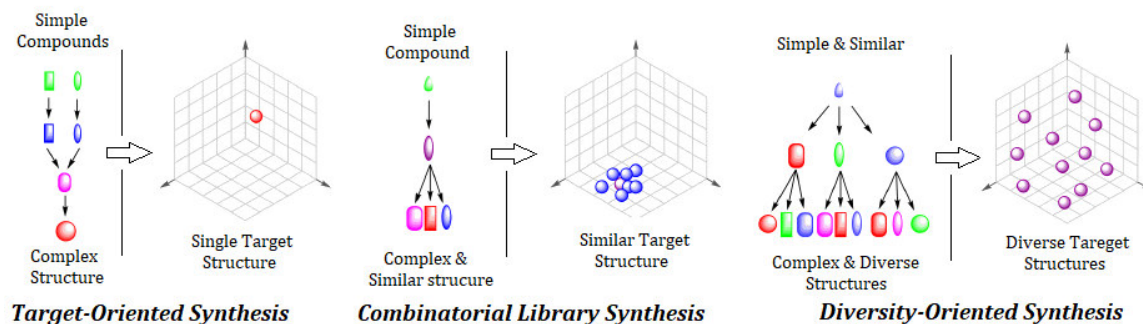 Simple
Compounds
Complex
Structure
Single Target
Structure
Target-Oriented Synthesis
Simple
Compound
Complex &
Similar strucure
Similar Target
Structure
Combinatorial Library Synthesis
Simple & Similar
Complex & Diverse
Structures
Diverse Tareget
Structures
Diversity-Oriented Synthesis